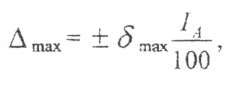 Δ max = ± δ max I_A / 100 ,